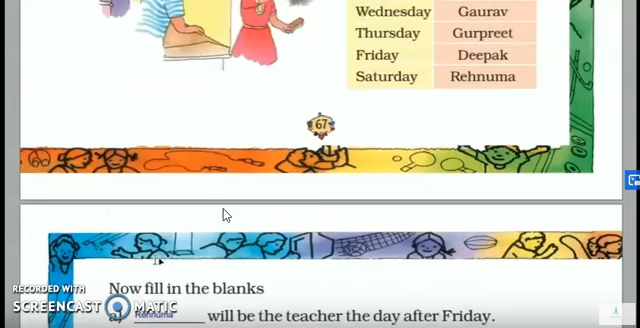 Wednesday Gaurav
Thursday Gurpreet
Friday Deepak
Saturday Rehnuma
67
Now fill in the blanks
a) Rehnuma will be the teacher the day after Friday.
RECORDED WITH
SCREENCAST MATIC